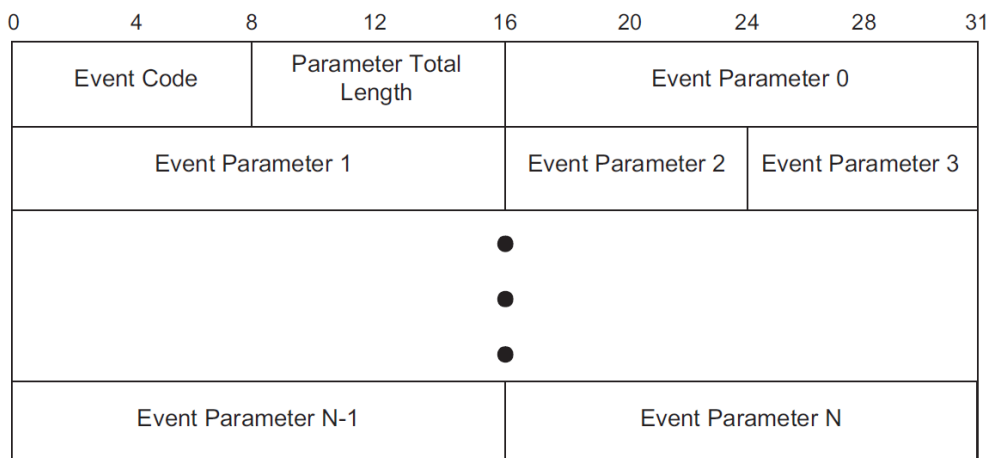 0 4 8 12 16 20 24 28 31
Event Code
Parameter Total
Length
Event Parameter 0
Event Parameter 1
Event Parameter 2
Event Parameter 3
Event Parameter N-1
Event Parameter N